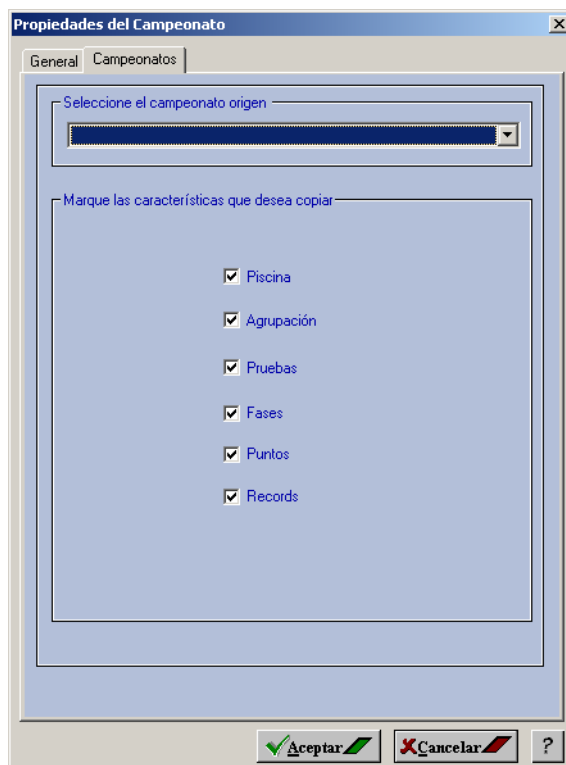 Propiedades del Campeonato
General Campeonatos
Seleccione el campeonato origen
Marque las características que desea copiar
Piscina
Agrupación
Pruebas
Fases
Puntos
Records
Aceptar Cancelar ?